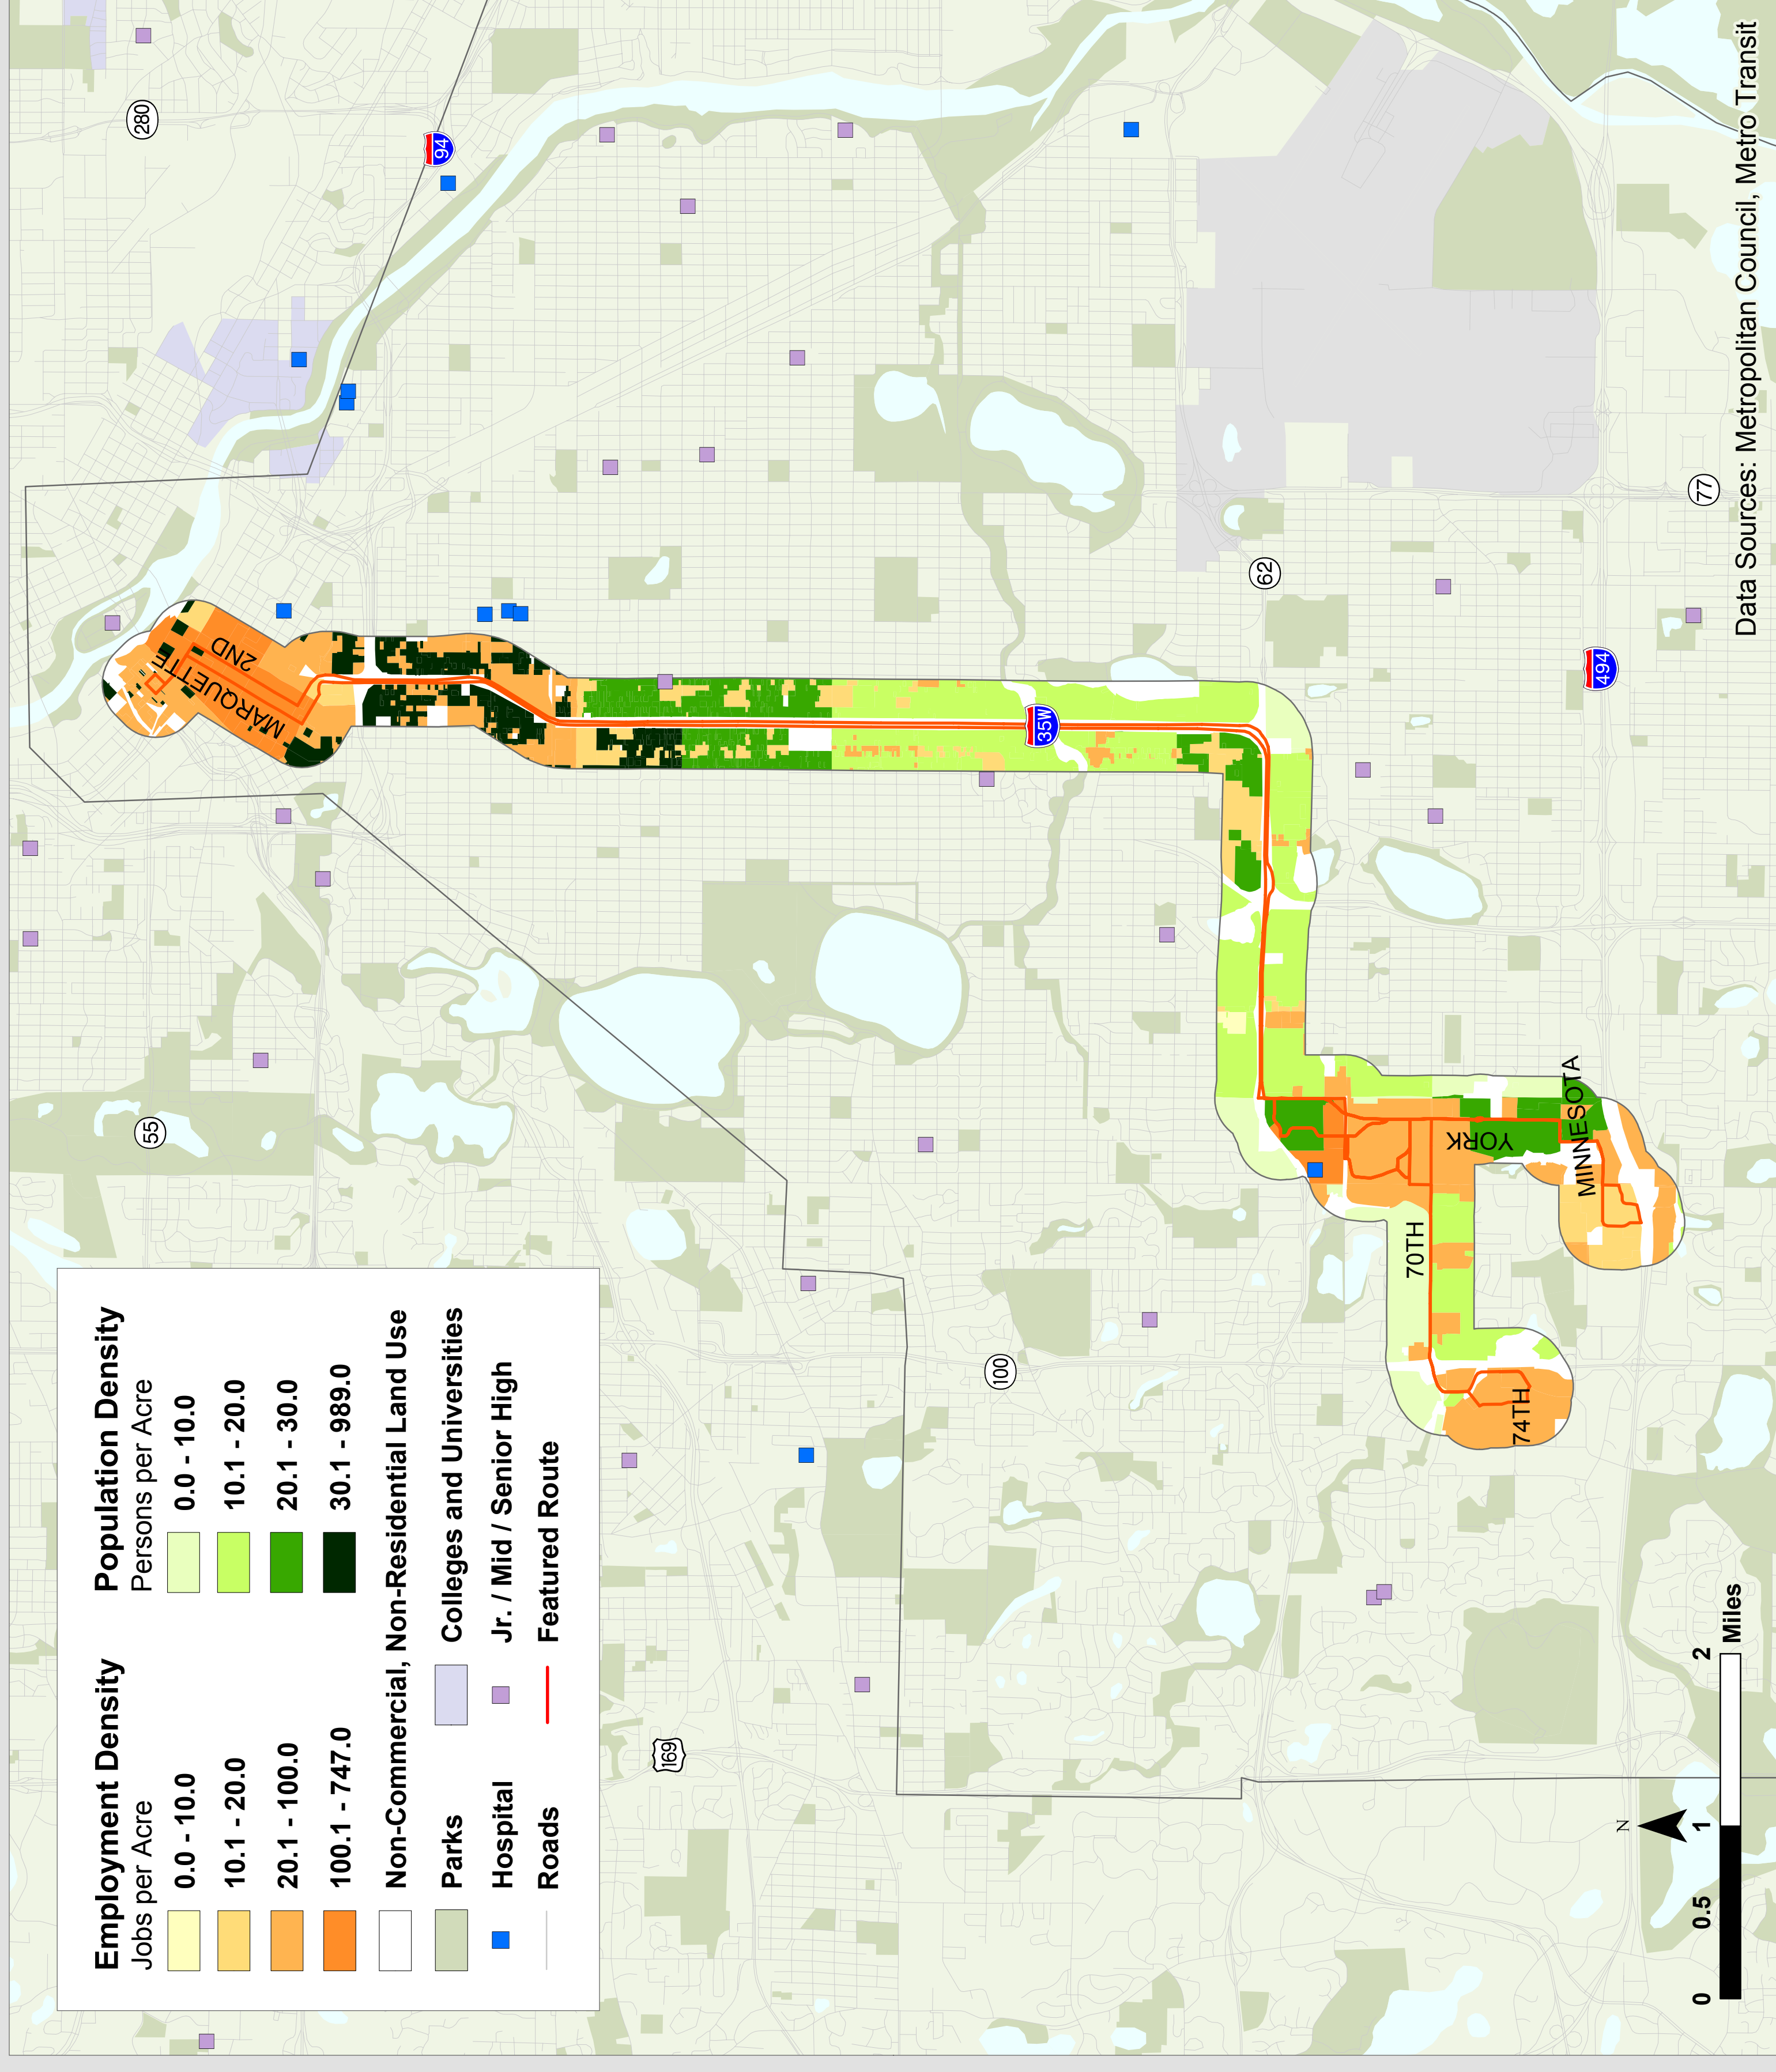 Employment Density
Jobs per Acre
0.0 - 10.0
10.1 - 20.0
20.1 - 100.0
100.1 - 747.0
Population Density
Persons per Acre
0.0 - 10.0
10.1 - 20.0
20.1 - 30.0
30.1 - 989.0
Non-Commercial, Non-Residential Land Use
Parks
Colleges and Universities
Hospital
Jr. / Mid / Senior High
Roads
Featured Route
280
94
55
MARQUETTE
2ND
169
100
35W
62
70TH
74TH
YORK
MINNESOTA
494
77
N
0
0.5
1
2
Miles
Data Sources: Metropolitan Council, Metro Transit